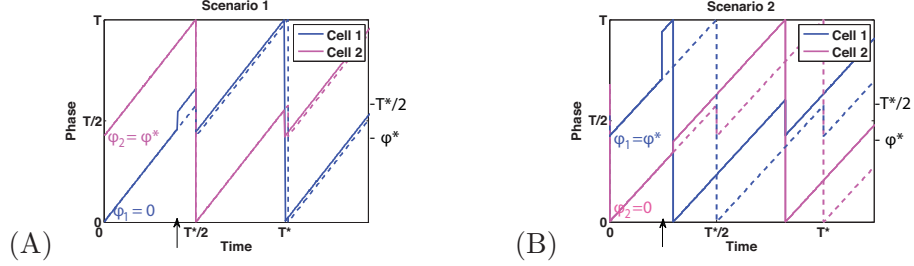 Scenario 1
T
Cell 1
Cell 2
Phase
T/2
T*/2
φ*
φ₂= φ*
φ₁= 0
0
0
T*/2
T*
Time
(A)
Scenario 2
T
Cell 1
Cell 2
Phase
T/2
T*/2
φ*
φ₁=φ*
φ₂=0
0
0
T*/2
T*
Time
(B)